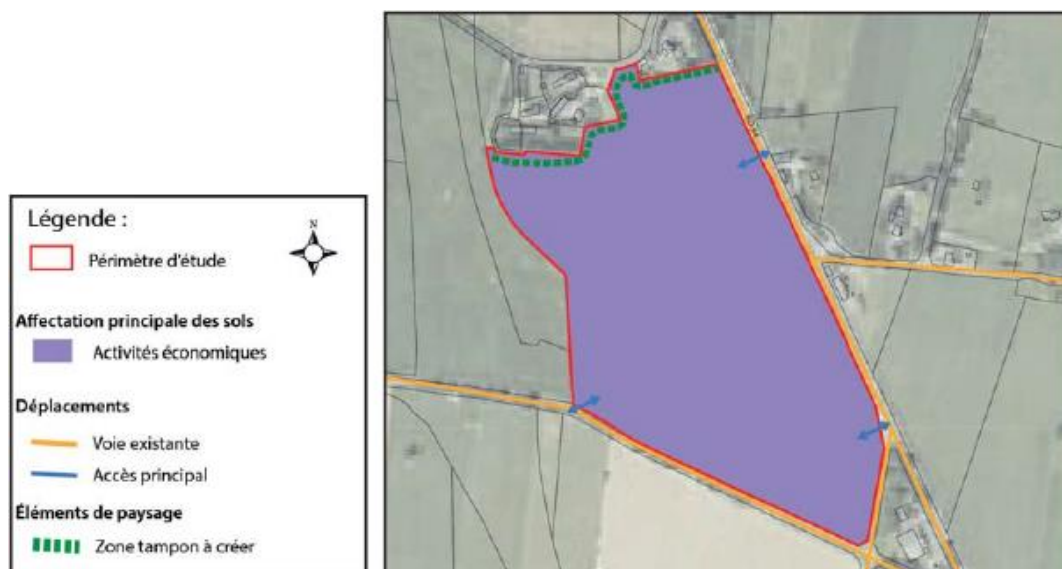 Légende :
N
Périmètre d'étude
Affectation principale des sols
Activités économiques
Déplacements
Voie existante
Accès principal
Éléments de paysage
Zone tampon à créer